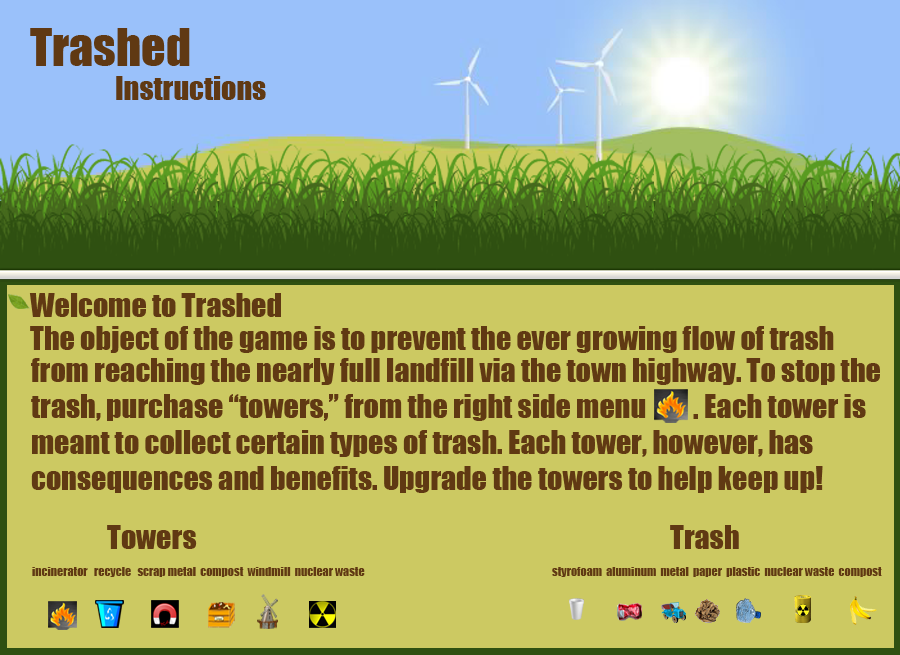 Trashed
Instructions
Welcome to Trashed
The object of the game is to prevent the ever growing flow of trash
from reaching the nearly full landfill via the town highway. To stop the
trash, purchase “towers,” from the right side menu . Each tower is
meant to collect certain types of trash. Each tower, however, has
consequences and benefits. Upgrade the towers to help keep up!
Towers
incinerator recycle scrap metal compost windmill nuclear waste
Trash
styrofoam aluminum metal paper plastic nuclear waste compost